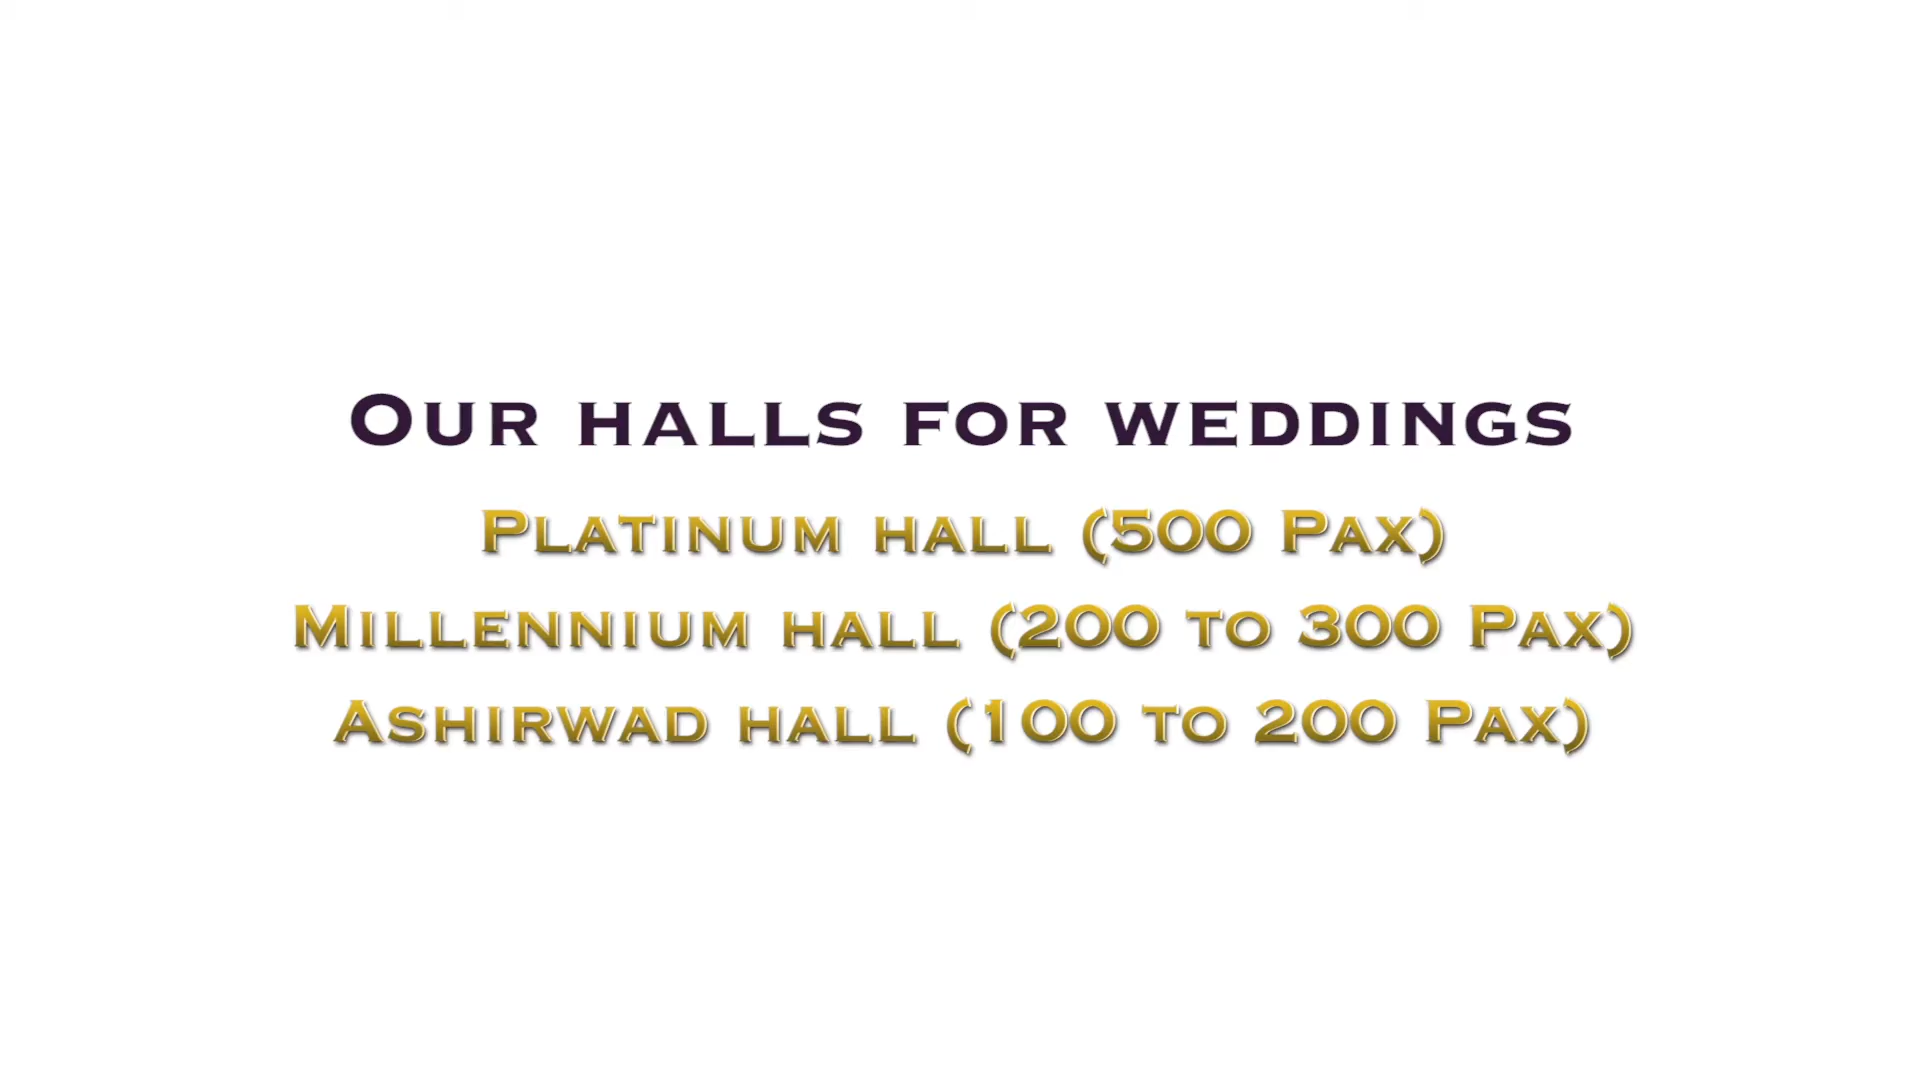 Our halls for weddings
Platinum hall (500 Pax)
Millennium hall (200 to 300 Pax)
Ashirwad hall (100 to 200 Pax)